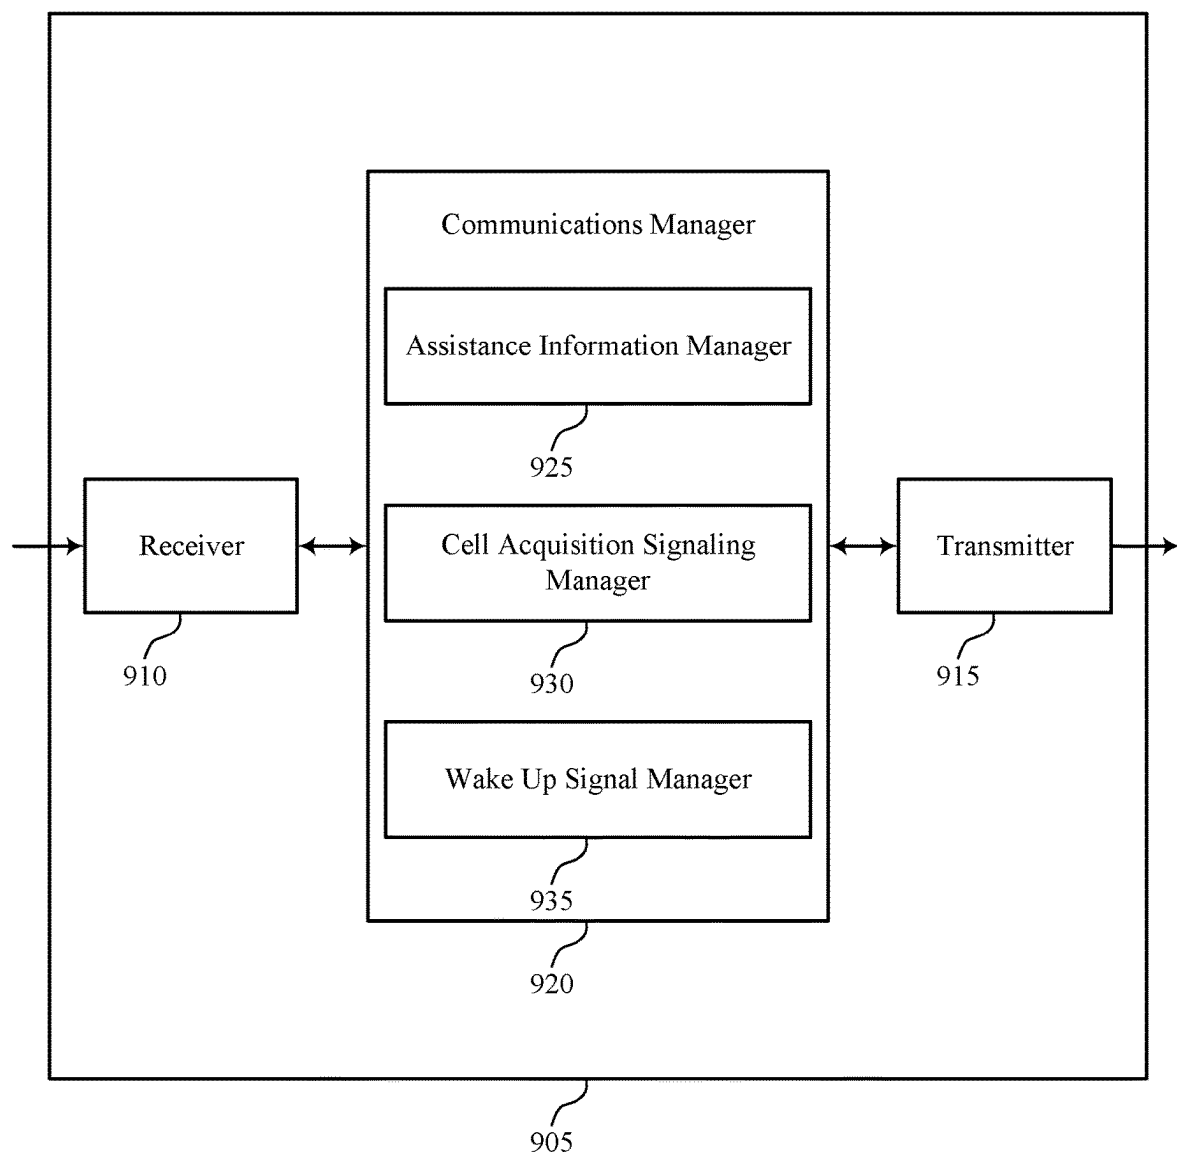 Communications Manager
Assistance Information Manager
925
Receiver
910
Cell Acquisition Signaling
Manager
930
Transmitter
915
Wake Up Signal Manager
935
920
905